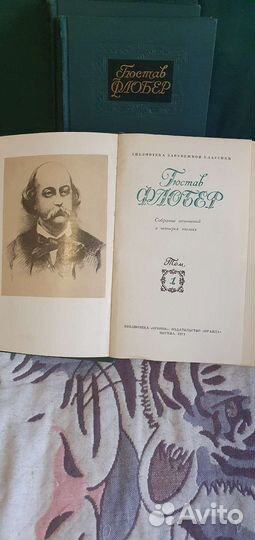 Гюстав
ФЛОБЕР
БИБЛИОТЕКА ЗАРУБЕЖНОЙ КЛАССИКИ
Гюстав
ФЛОБЕР
Собрание сочинений
в четырех томах
Том
1
БИБЛИОТЕКА «ОГОНЕК» ИЗДАТЕЛЬСТВО «ПРАВДА»
МОСКВА 1971
Avito